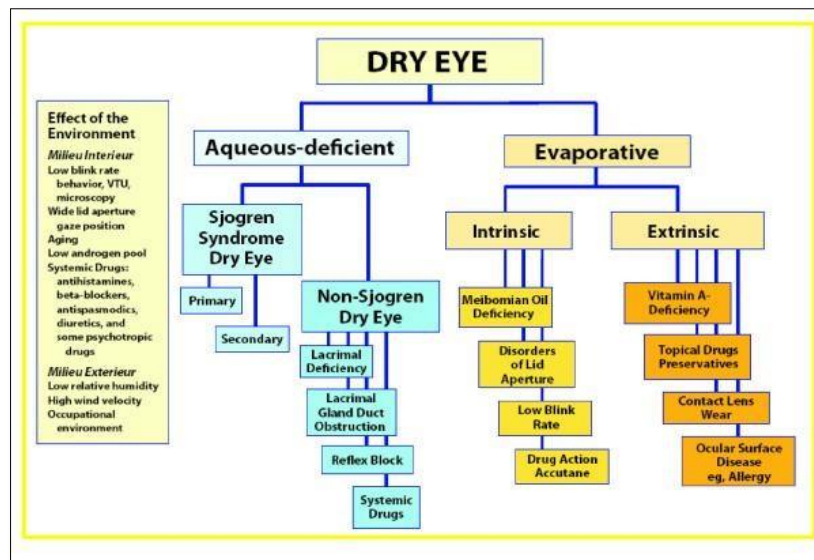 DRY EYE
Effect of the
Environment
Milieu Interieur
Low blink rate
behavior, VTU,
microscopy
Wide lid aperture
gaze position
Aging
Low androgen pool
Systemic Drugs:
antihistamines,
beta-blockers,
antispasmodics,
diuretics, and
some psychotropic
drugs
Milieu Exterieur
Low relative humidity
High wind velocity
Occupational
environment
Aqueous-deficient
Sjogren
Syndrome
Dry Eye
Primary
Secondary
Non-Sjogren
Dry Eye
Lacrimal
Deficiency
Lacrimal
Gland Duct
Obstruction
Reflex Block
Systemic
Drugs
Evaporative
Intrinsic
Meibomian Oil
Deficiency
Disorders
of Lid
Aperture
Low Blink
Rate
Drug Action
Accutane
Extrinsic
Vitamin A-
Deficiency
Topical Drugs
Preservatives
Contact Lens
Wear
Ocular Surface
Disease
eg, Allergy